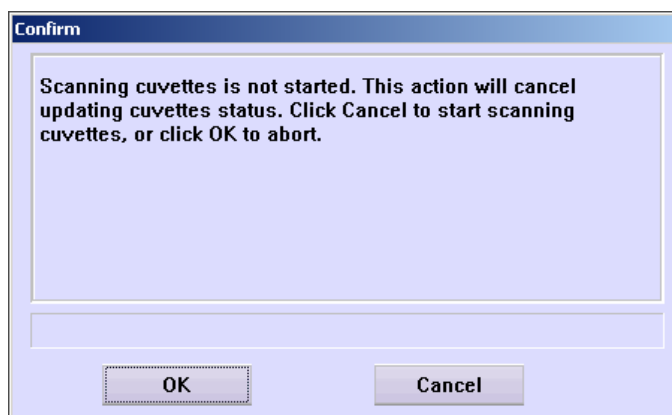 Confirm
Scanning cuvettes is not started. This action will cancel
updating cuvettes status. Click Cancel to start scanning
cuvettes, or click OK to abort.
OK
Cancel